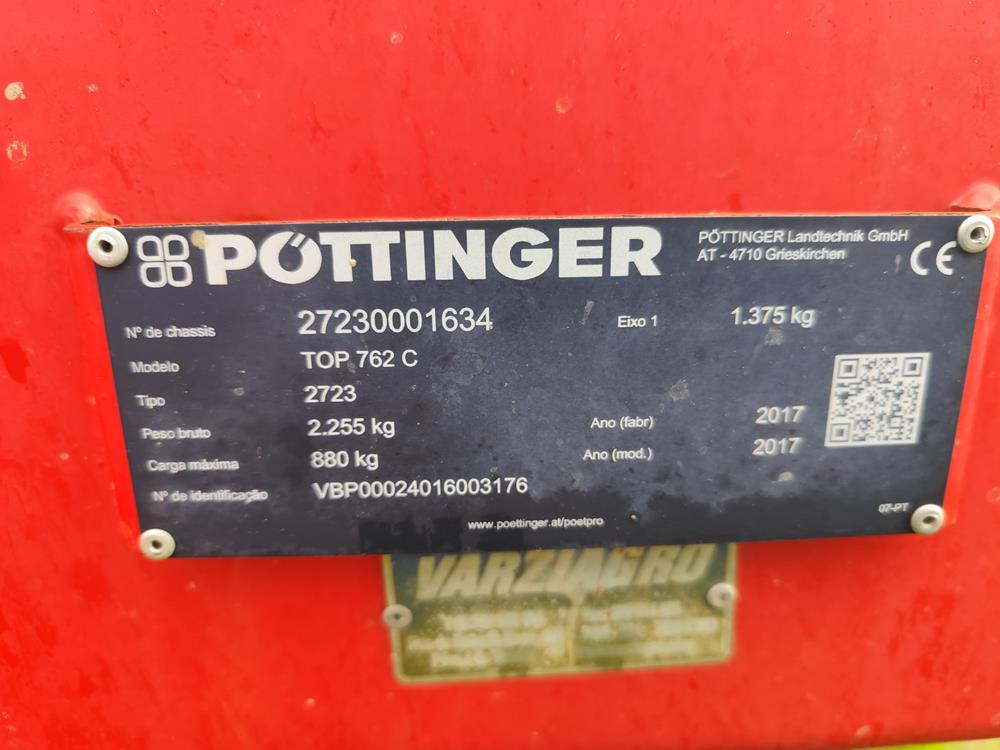 PÖTTINGER
PÖTTINGER Landtechnik GmbH
AT - 4710 Grieskirchen
CE
Nº de chassis 27230001634 Eixo 1 1.375 kg
Modelo TOP 762 C
Tipo 2723
Peso bruto 2.255 kg Ano (fabr) 2017
Carga máxima 880 kg Ano (mod.) 2017
Nº de identificação VBP00024016003176
www.poettinger.at/poetpro
07-PT
VARZIAGRO